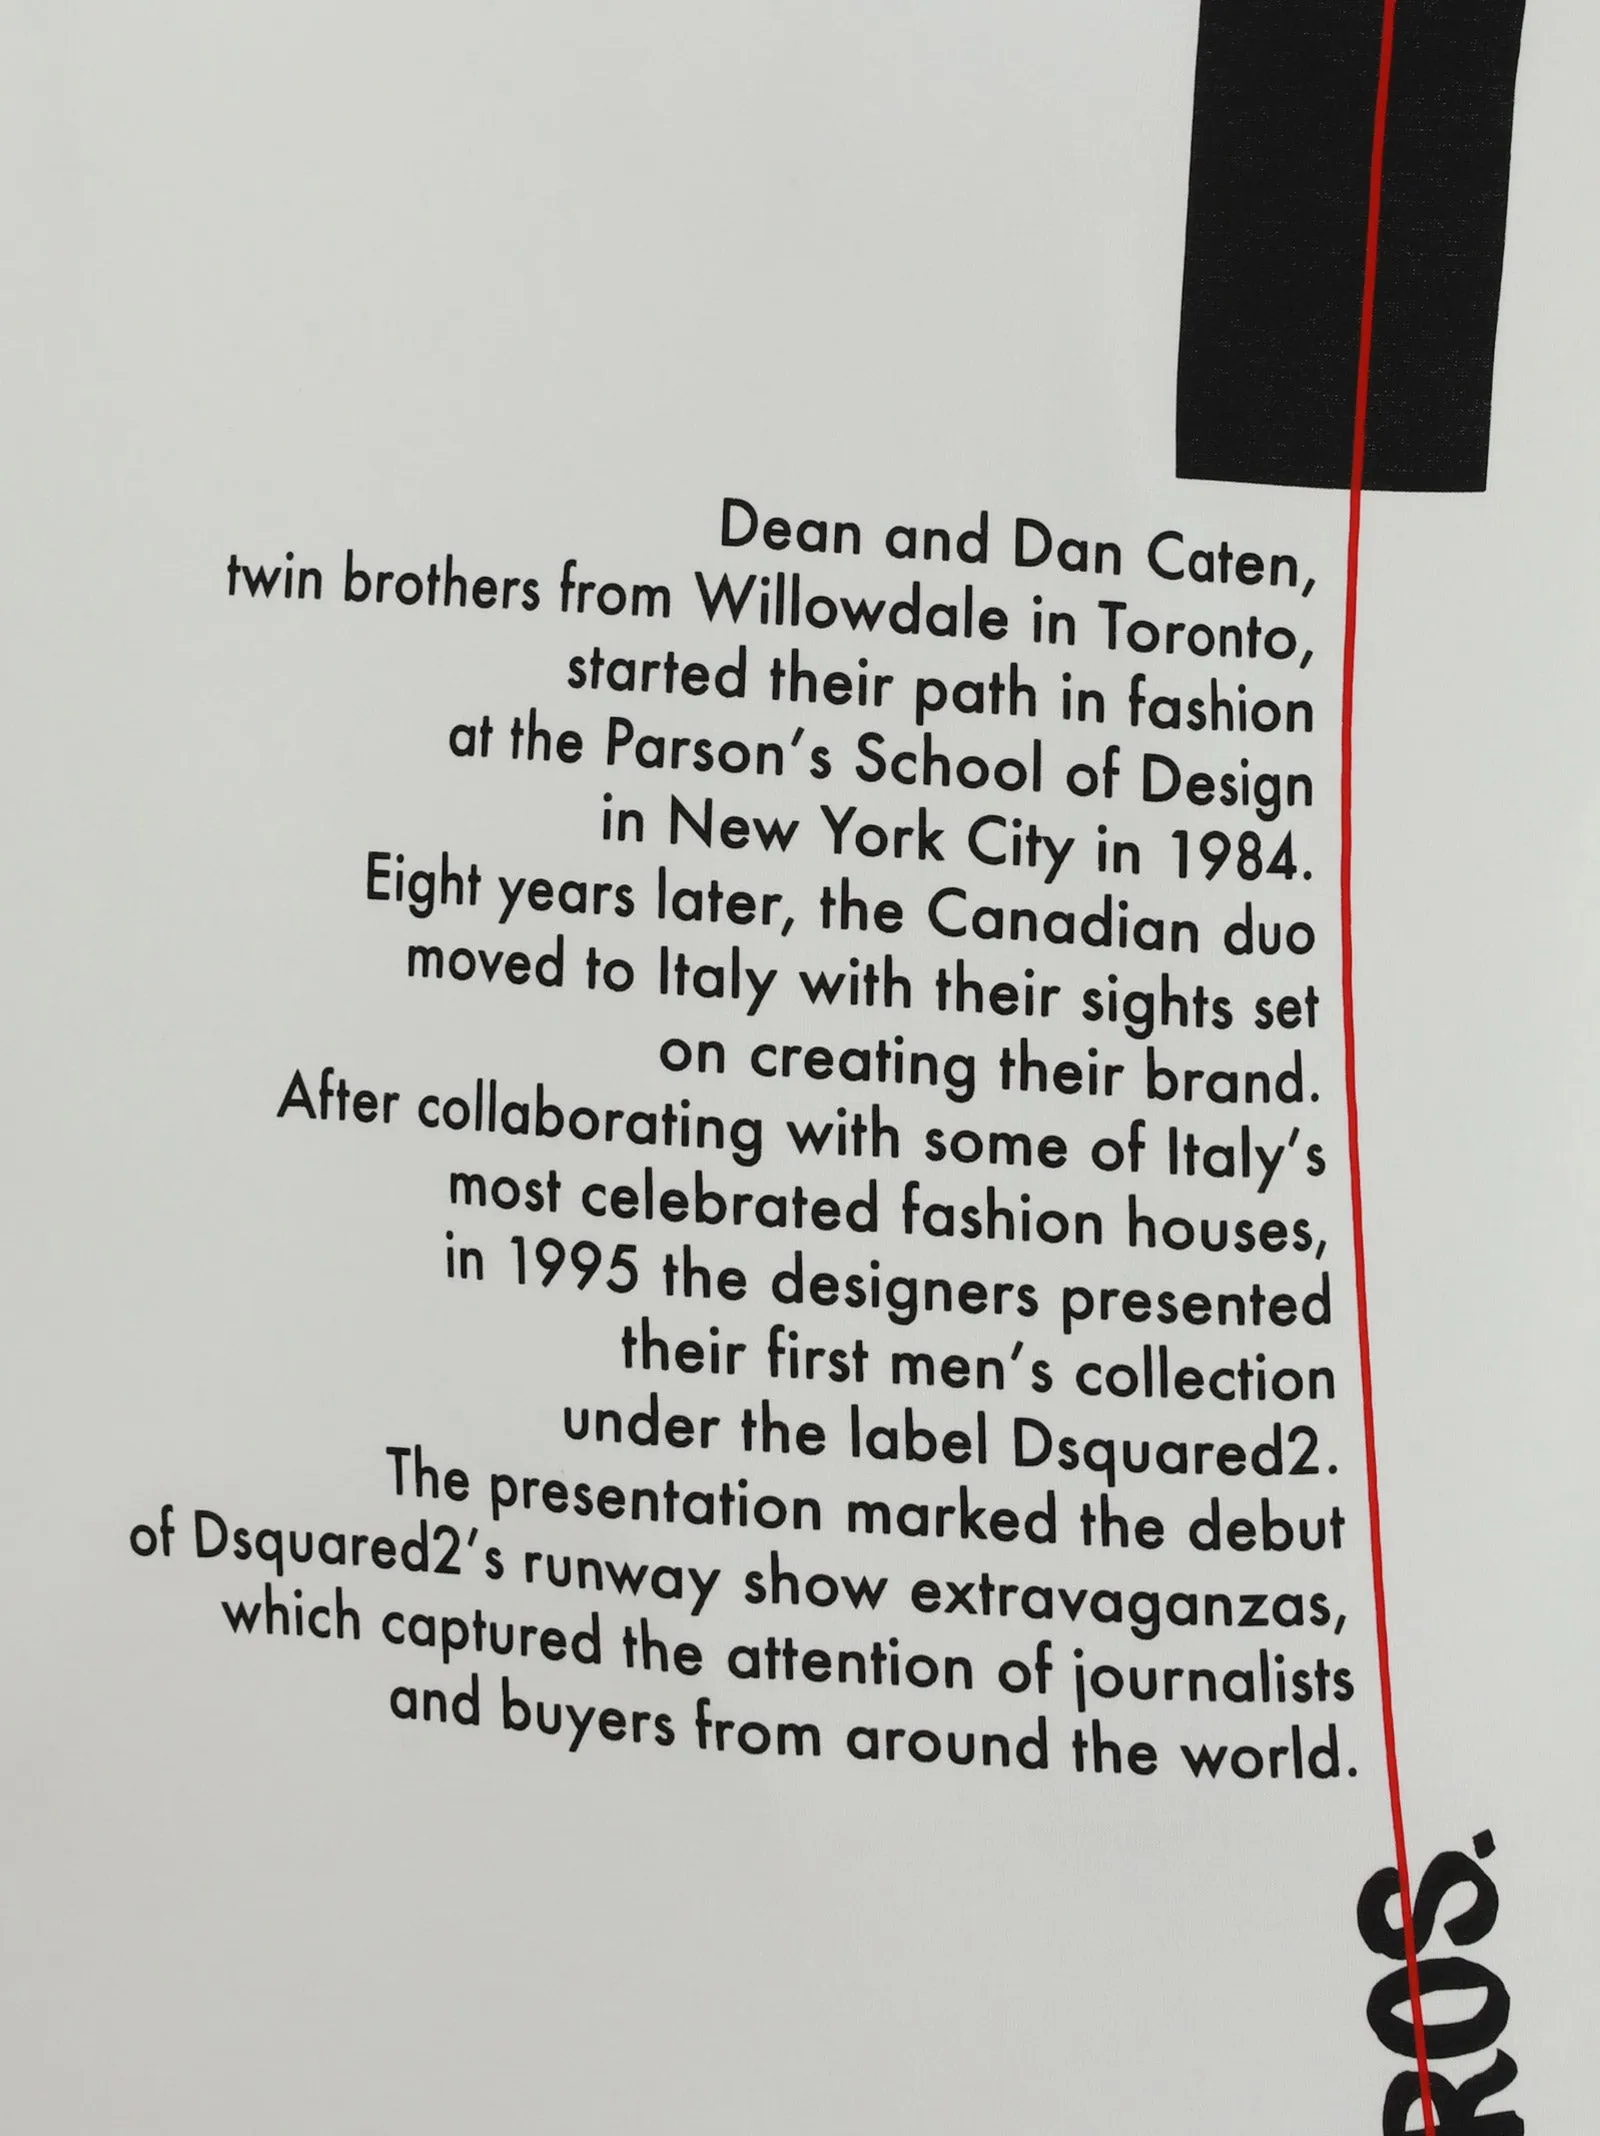 Dean and Dan Caten,
twin brothers from Willowdale in Toronto,
started their path in fashion
at the Parson's School of Design
in New York City in 1984.
Eight years later, the Canadian duo
moved to Italy with their sights set
on creating their brand.
After collaborating with some of Italy's
most celebrated fashion houses,
in 1995 the designers presented
their first men's collection
under the label Dsquared2.
The presentation marked the debut
of Dsquared2's runway show extravaganzas,
which captured the attention of journalists
and buyers from around the world.
ROS.